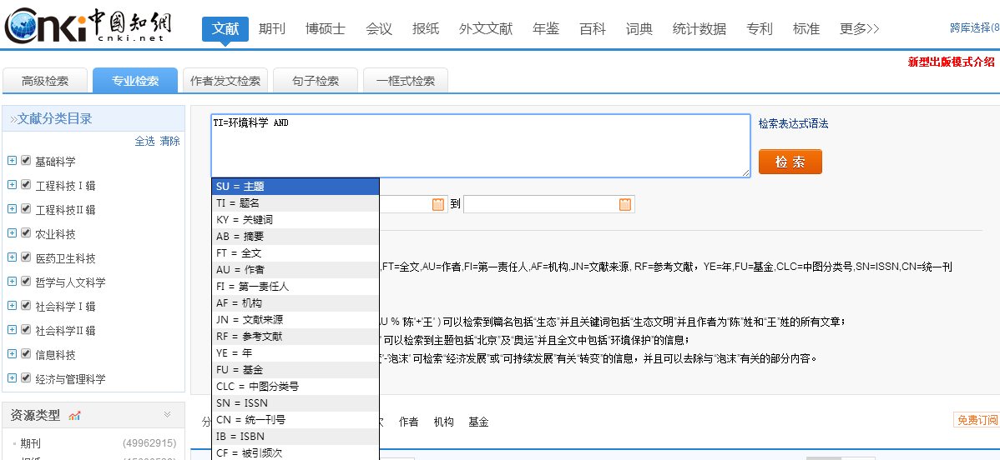 Cnki 中國知網
cnki.net
文献 期刊 博硕士 会议 报纸 外文文献 年鉴 百科 词典 统计数据 专利 标准 更多>>
跨库选择(8
新型出版模式介绍
高级检索 专业检索 作者发文检索 句子检索 一框式检索
文献分类目录
全选 清除
基础科学
工程科技 I 辑
工程科技II 辑
农业科技
医药卫生科技
哲学与人文科学
社会科学 I 辑
社会科学II 辑
信息科技
经济与管理科学
资源类型
期刊 (49962915)
TI=环境科学 AND
检索表达式语法
检 索
SU = 主题
TI = 题名
KY = 关键词
AB = 摘要
FT = 全文
AU = 作者
FI = 第一责任人
AF = 机构
JN = 文献来源
RF = 参考文献
YE = 年
FU = 基金
CLC = 中图分类号
SN = ISSN
CN = 统一刊号
IB = ISBN
CF = 被引频次
到
,FT=全文,AU=作者,FI=第一责任人,AF=机构,JN=文献来源, RF=参考文献，YE=年,FU=基金,CLC=中图分类号,SN=ISSN,CN=统一刊
AU % '陈'+'王' ) 可以检索到篇名包括“生态”并且关键词包括“生态文明”并且作者为“陈”姓和“王”姓的所有文章；
' 可以检索到主题包括“北京”及“奥运”并且全文中包括“环境保护”的信息；
'-'泡沫' 可检索“经济发展”或“可持续发展”有关“转变”的信息，并且可以去除与“泡沫”有关的部分内容。
作者 机构 基金
免费订阅